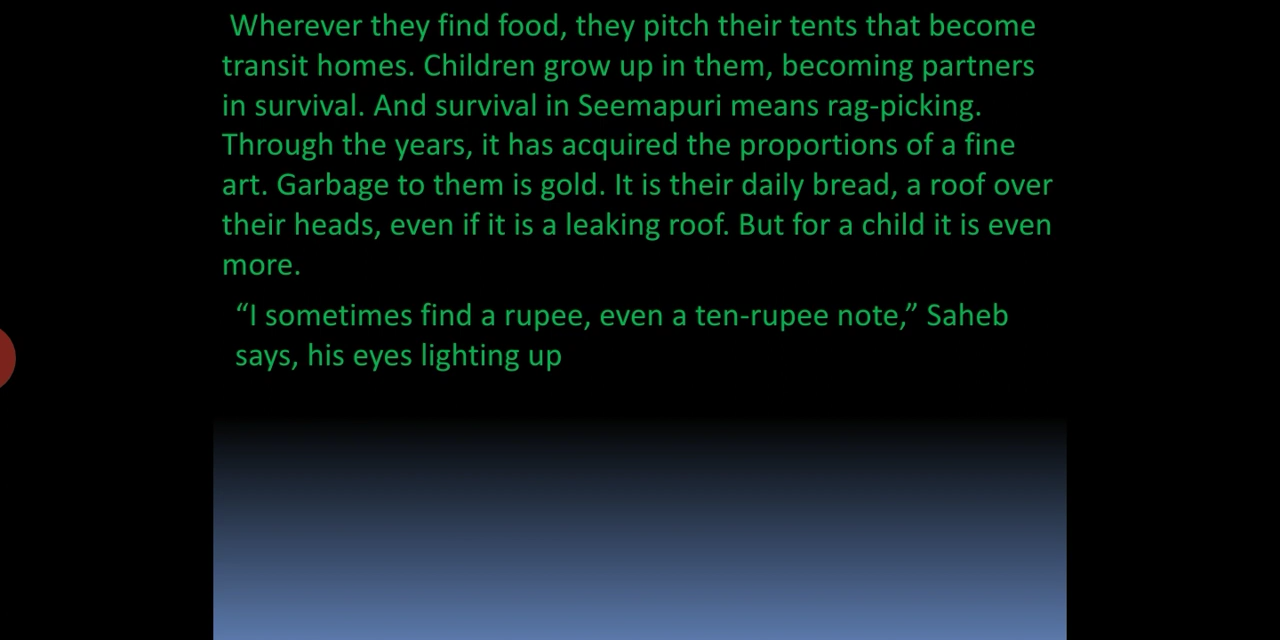 Wherever they find food, they pitch their tents that become
transit homes. Children grow up in them, becoming partners
in survival. And survival in Seemapuri means rag-picking.
Through the years, it has acquired the proportions of a fine
art. Garbage to them is gold. It is their daily bread, a roof over
their heads, even if it is a leaking roof. But for a child it is even
more.
“I sometimes find a rupee, even a ten-rupee note,” Saheb
says, his eyes lighting up